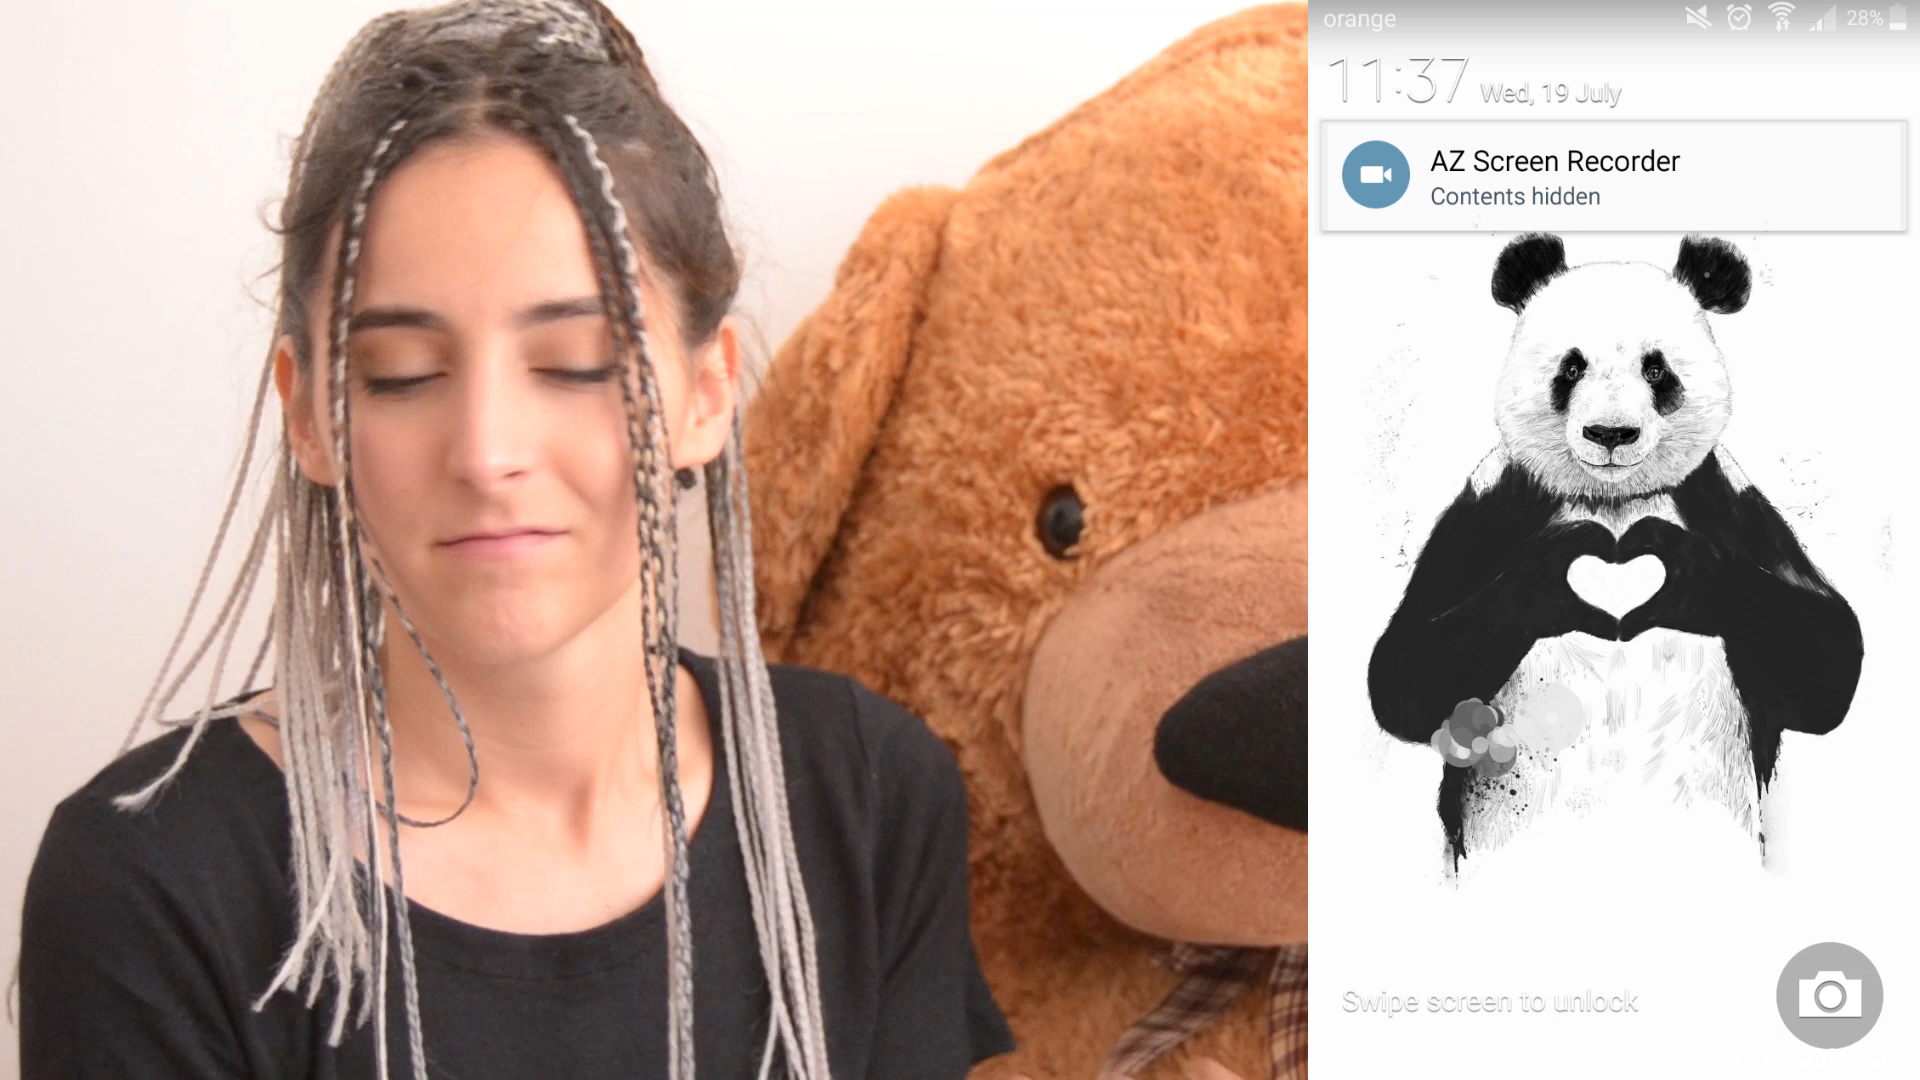 orange
28%
11:37 Wed, 19 July
AZ Screen Recorder
Contents hidden
Swipe screen to unlock